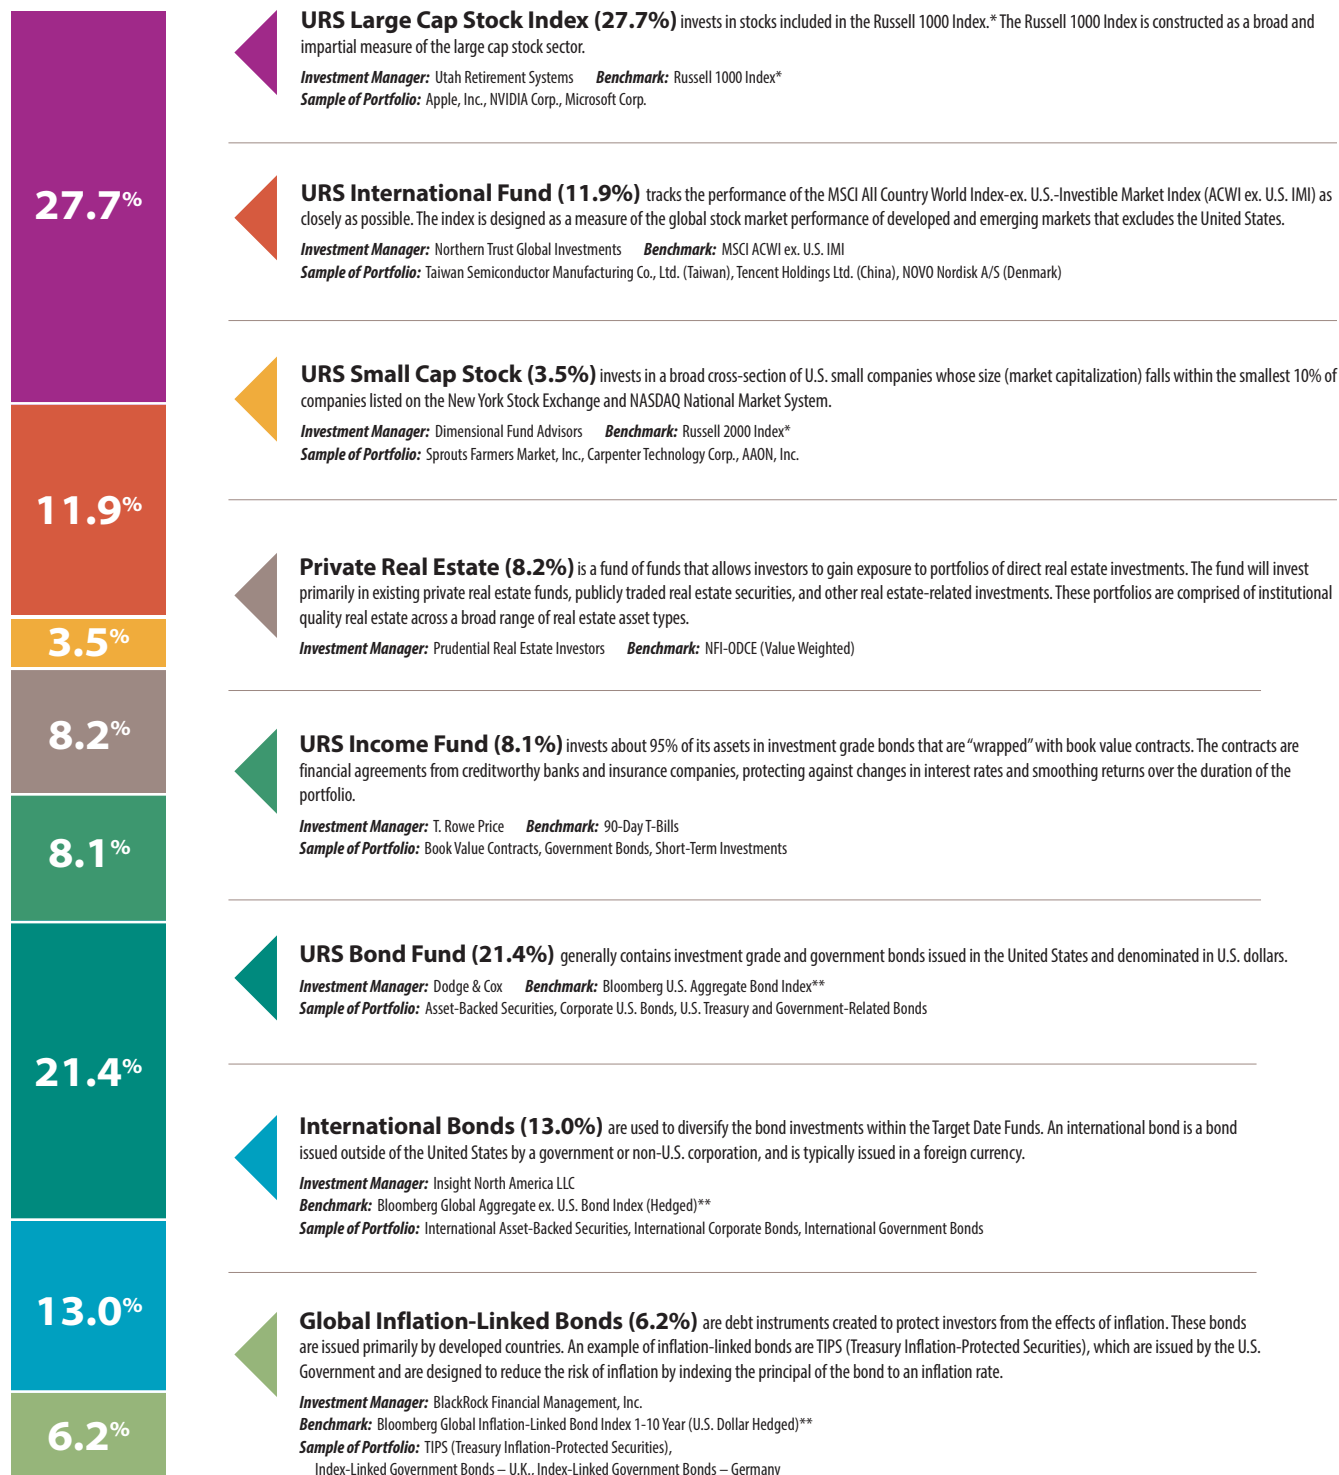 27.7%
11.9%
3.5%
8.2%
8.1%
21.4%
13.0%
6.2%
URS Large Cap Stock Index (27.7%) invests in stocks included in the Russell 1000 Index.* The Russell 1000 Index is constructed as a broad and
impartial measure of the large cap stock sector.
Investment Manager: Utah Retirement Systems Benchmark: Russell 1000 Index*
Sample of Portfolio: Apple, Inc., NVIDIA Corp., Microsoft Corp.
URS International Fund (11.9%) tracks the performance of the MSCI All Country World Index-ex. U.S.-Investible Market Index (ACWI ex. U.S. IMI) as
closely as possible. The index is designed as a measure of the global stock market performance of developed and emerging markets that excludes the United States.
Investment Manager: Northern Trust Global Investments Benchmark: MSCI ACWI ex. U.S. IMI
Sample of Portfolio: Taiwan Semiconductor Manufacturing Co., Ltd. (Taiwan), Tencent Holdings Ltd. (China), NOVO Nordisk A/S (Denmark)
URS Small Cap Stock (3.5%) invests in a broad cross-section of U.S. small companies whose size (market capitalization) falls within the smallest 10% of
companies listed on the New York Stock Exchange and NASDAQ National Market System.
Investment Manager: Dimensional Fund Advisors Benchmark: Russell 2000 Index*
Sample of Portfolio: Sprouts Farmers Market, Inc., Carpenter Technology Corp., AAON, Inc.
Private Real Estate (8.2%) is a fund of funds that allows investors to gain exposure to portfolios of direct real estate investments. The fund will invest
primarily in existing private real estate funds, publicly traded real estate securities, and other real estate-related investments. These portfolios are comprised of institutional
quality real estate across a broad range of real estate asset types.
Investment Manager: Prudential Real Estate Investors Benchmark: NFI-ODCE (Value Weighted)
URS Income Fund (8.1%) invests about 95% of its assets in investment grade bonds that are “wrapped” with book value contracts. The contracts are
financial agreements from creditworthy banks and insurance companies, protecting against changes in interest rates and smoothing returns over the duration of the
portfolio.
Investment Manager: T. Rowe Price Benchmark: 90-Day T-Bills
Sample of Portfolio: Book Value Contracts, Government Bonds, Short-Term Investments
URS Bond Fund (21.4%) generally contains investment grade and government bonds issued in the United States and denominated in U.S. dollars.
Investment Manager: Dodge & Cox Benchmark: Bloomberg U.S. Aggregate Bond Index**
Sample of Portfolio: Asset-Backed Securities, Corporate U.S. Bonds, U.S. Treasury and Government-Related Bonds
International Bonds (13.0%) are used to diversify the bond investments within the Target Date Funds. An international bond is a bond
issued outside of the United States by a government or non-U.S. corporation, and is typically issued in a foreign currency.
Investment Manager: Insight North America LLC
Benchmark: Bloomberg Global Aggregate ex. U.S. Bond Index (Hedged)**
Sample of Portfolio: International Asset-Backed Securities, International Corporate Bonds, International Government Bonds
Global Inflation-Linked Bonds (6.2%) are debt instruments created to protect investors from the effects of inflation. These bonds
are issued primarily by developed countries. An example of inflation-linked bonds are TIPS (Treasury Inflation-Protected Securities), which are issued by the U.S.
Government and are designed to reduce the risk of inflation by indexing the principal of the bond to an inflation rate.
Investment Manager: BlackRock Financial Management, Inc.
Benchmark: Bloomberg Global Inflation-Linked Bond Index 1-10 Year (U.S. Dollar Hedged)**
Sample of Portfolio: TIPS (Treasury Inflation-Protected Securities),
Index-Linked Government Bonds – U.K., Index-Linked Government Bonds – Germany